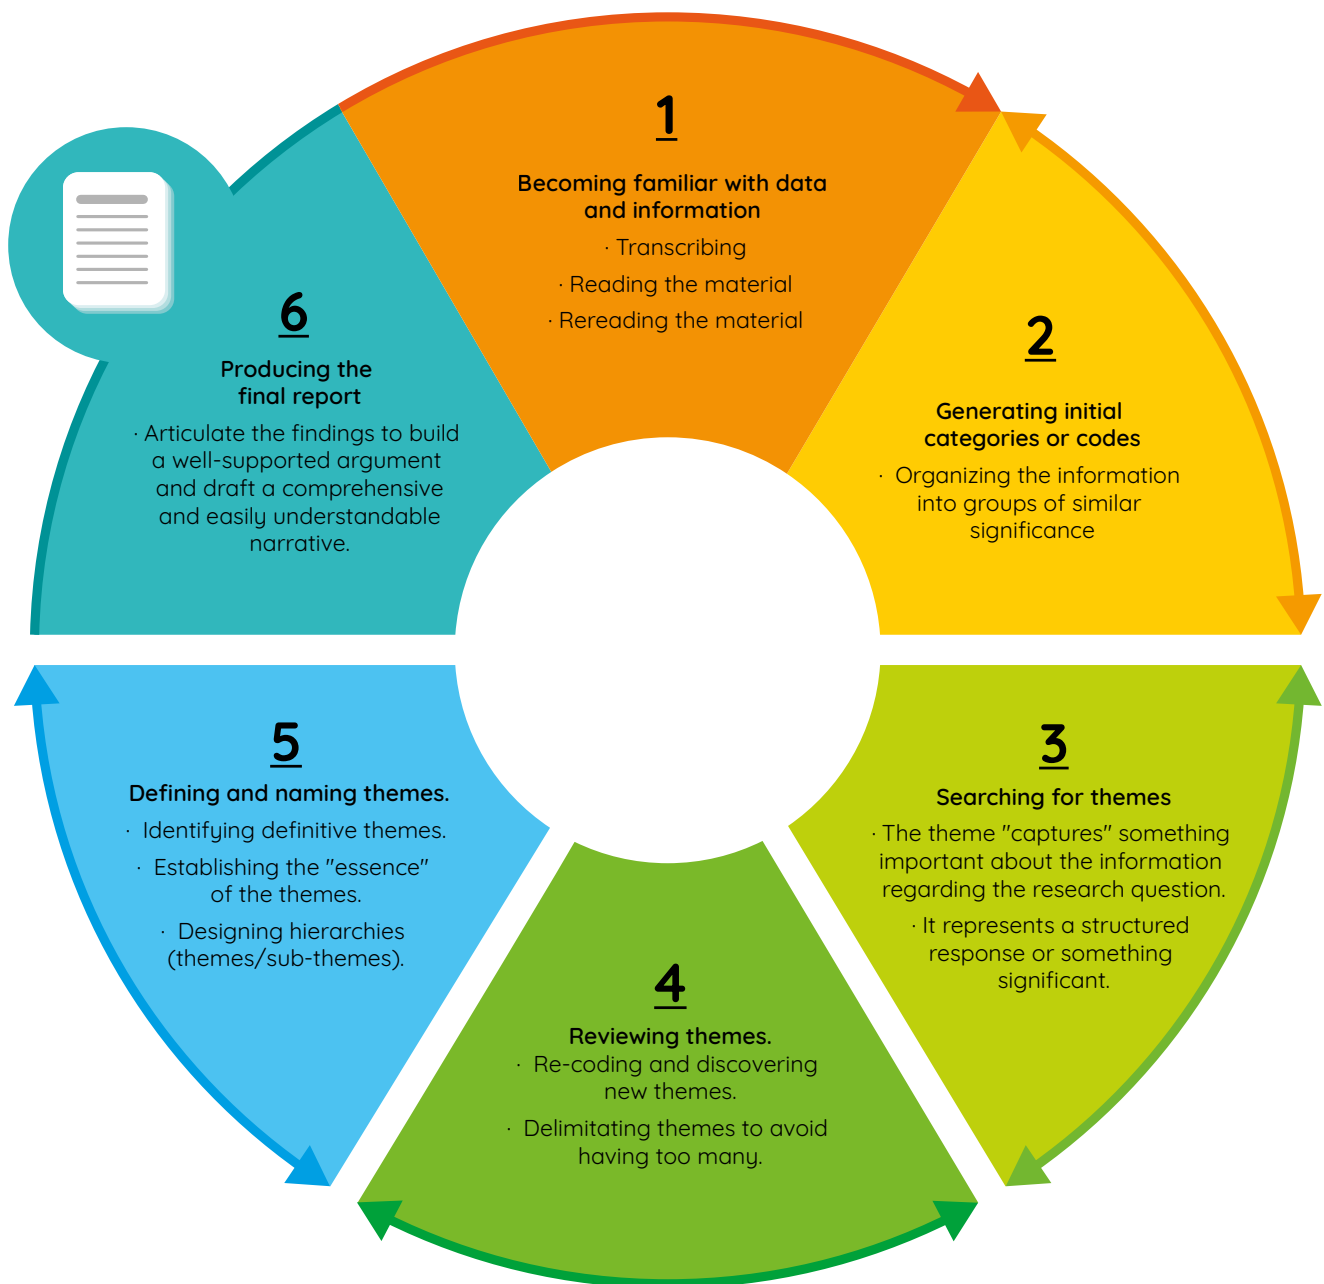 1
Becoming familiar with data
and information
· Transcribing
· Reading the material
· Rereading the material
2
Generating initial
categories or codes
· Organizing the information
into groups of similar
significance
3
Searching for themes
· The theme "captures" something
important about the information
regarding the research question.
· It represents a structured
response or something
significant.
4
Reviewing themes.
· Re-coding and discovering
new themes.
· Delimitating themes to avoid
having too many.
5
Defining and naming themes.
· Identifying definitive themes.
· Establishing the "essence"
of the themes.
· Designing hierarchies
(themes/sub-themes).
6
Producing the
final report
· Articulate the findings to build
a well-supported argument
and draft a comprehensive
and easily understandable
narrative.